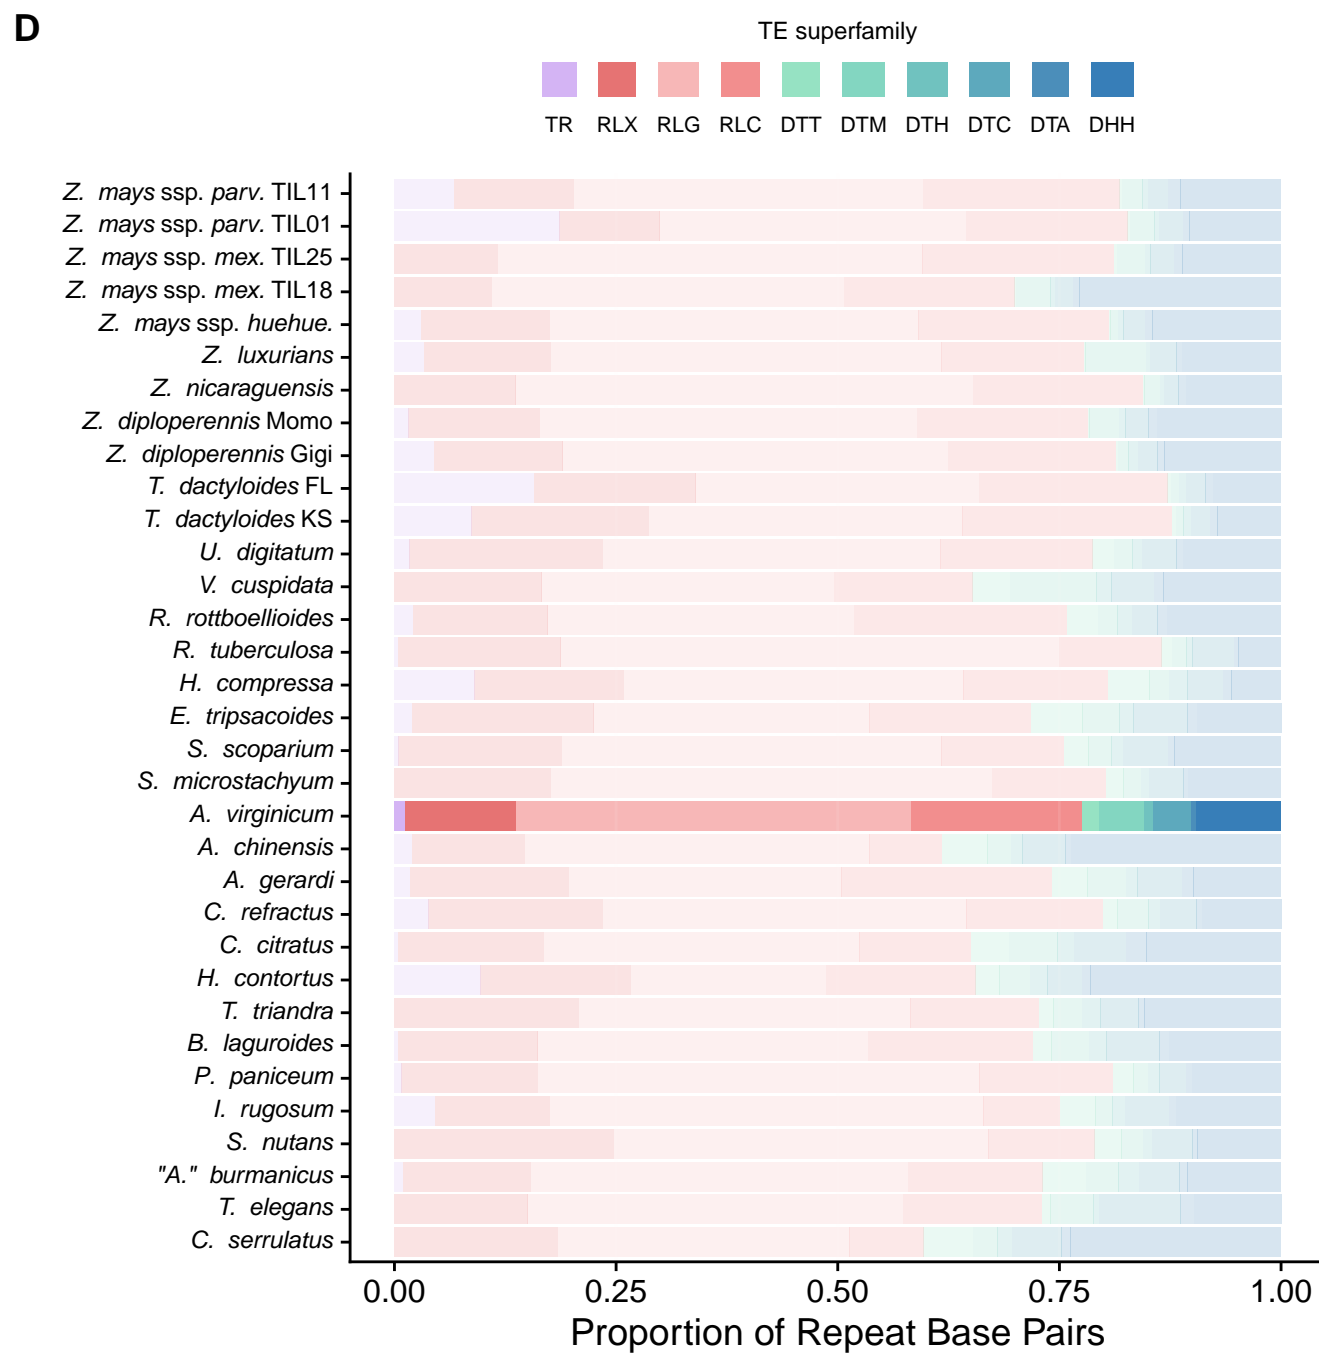 D
TE superfamily
TR RLX RLG RLC DTT DTM DTH DTC DTA DHH
Z. mays ssp. parv. TIL11
Z. mays ssp. parv. TIL01
Z. mays ssp. mex. TIL25
Z. mays ssp. mex. TIL18
Z. mays ssp. huehue.
Z. luxurians
Z. nicaraguensis
Z. diploperennis Momo
Z. diploperennis Gigi
T. dactyloides FL
T. dactyloides KS
U. digitatum
V. cuspidata
R. rottboellioides
R. tuberculosa
H. compressa
E. tripsacoides
S. scoparium
S. microstachyum
A. virginicum
A. chinensis
A. gerardi
C. refractus
C. citratus
H. contortus
T. triandra
B. laguroides
P. paniceum
I. rugosum
S. nutans
"A." burmanicus
T. elegans
C. serrulatus
0.00 0.25 0.50 0.75 1.00
Proportion of Repeat Base Pairs